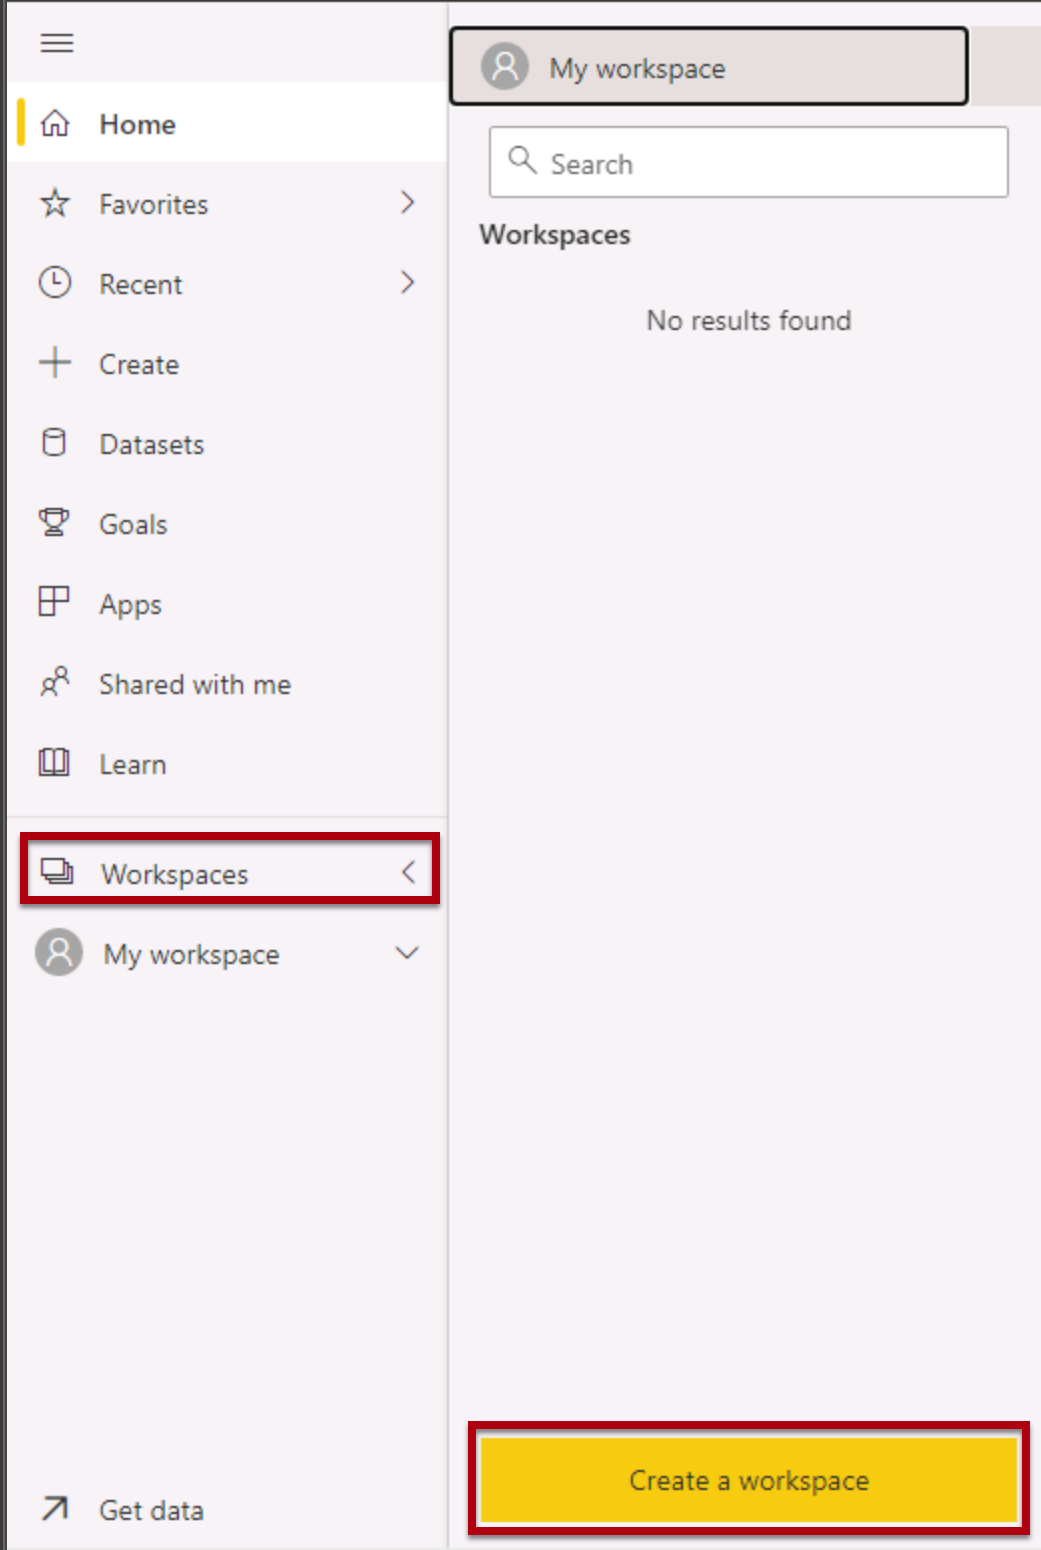 Home
Favorites
Recent
Create
Datasets
Goals
Apps
Shared with me
Learn
Workspaces
My workspace
Get data
My workspace
Search
Workspaces
No results found
Create a workspace